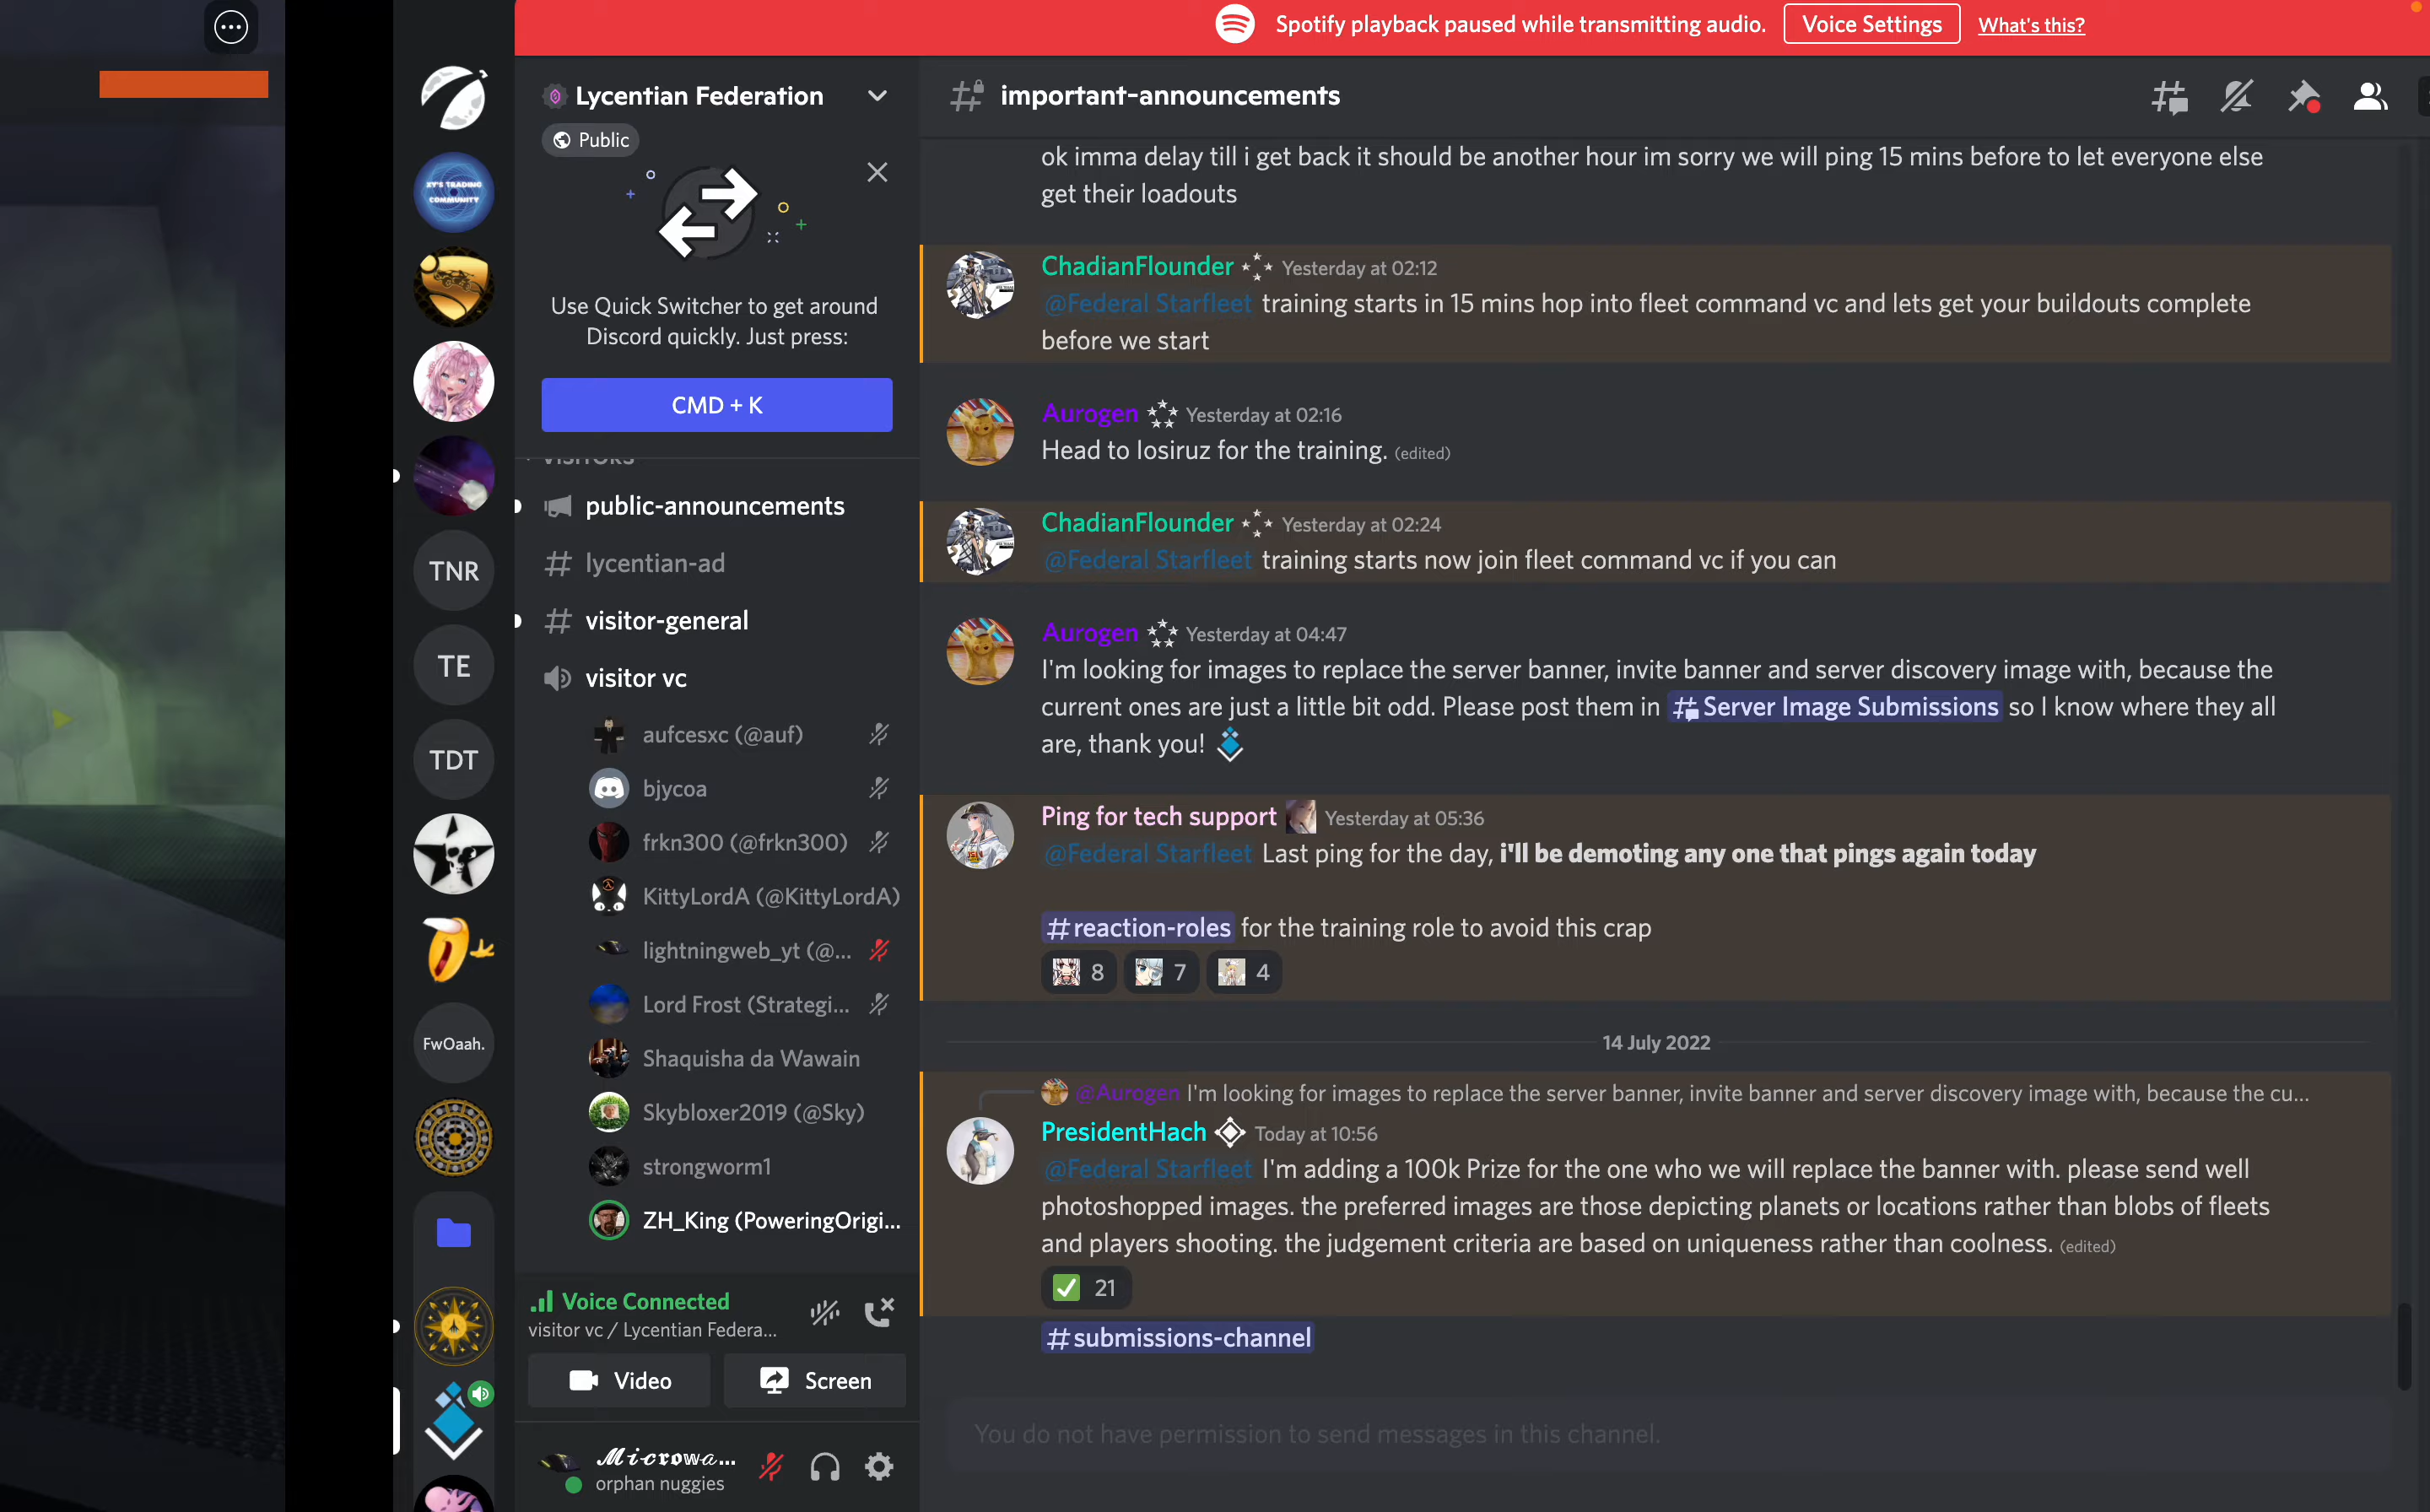 Spotify playback paused while transmitting audio. Voice Settings What's this?
ZY'S TRADING
COMMUNITY
TNR
TE
TDT
FwOaah.
Lycentian Federation
Public
Use Quick Switcher to get around
Discord quickly. Just press:
CMD + K
VISITORS
public-announcements
lycentian-ad
visitor-general
visitor vc
aufcesxc (@auf)
bjycoa
frkn300 (@frkn300)
KittyLordA (@KittyLordA)
lightningweb_yt (@...
Lord Frost (Strategi...
Shaquisha da Wawain
Skybloxer2019 (@Sky)
strongworm1
ZH_King (PoweringOrigi...
Voice Connected
visitor vc / Lycentian Federa...
Video Screen
𝓜𝓲𝓬𝓻𝓸𝔀𝓪...
orphan nuggies
important-announcements
ok imma delay till i get back it should be another hour im sorry we will ping 15 mins before to let everyone else
get their loadouts
ChadianFlounder Yesterday at 02:12
@Federal Starfleet training starts in 15 mins hop into fleet command vc and lets get your buildouts complete
before we start
Aurogen Yesterday at 02:16
Head to losiruz for the training. (edited)
ChadianFlounder Yesterday at 02:24
@Federal Starfleet training starts now join fleet command vc if you can
Aurogen Yesterday at 04:47
I'm looking for images to replace the server banner, invite banner and server discovery image with, because the
current ones are just a little bit odd. Please post them in Server Image Submissions so I know where they all
are, thank you!
Ping for tech support Yesterday at 05:36
@Federal Starfleet Last ping for the day, i'll be demoting any one that pings again today
#reaction-roles for the training role to avoid this crap
8 7 4
14 July 2022
@Aurogen I'm looking for images to replace the server banner, invite banner and server discovery image with, because the cu...
PresidentHach Today at 10:56
@Federal Starfleet I'm adding a 100k Prize for the one who we will replace the banner with. please send well
photoshopped images. the preferred images are those depicting planets or locations rather than blobs of fleets
and players shooting. the judgement criteria are based on uniqueness rather than coolness. (edited)
21
#submissions-channel
You do not have permission to send messages in this channel.